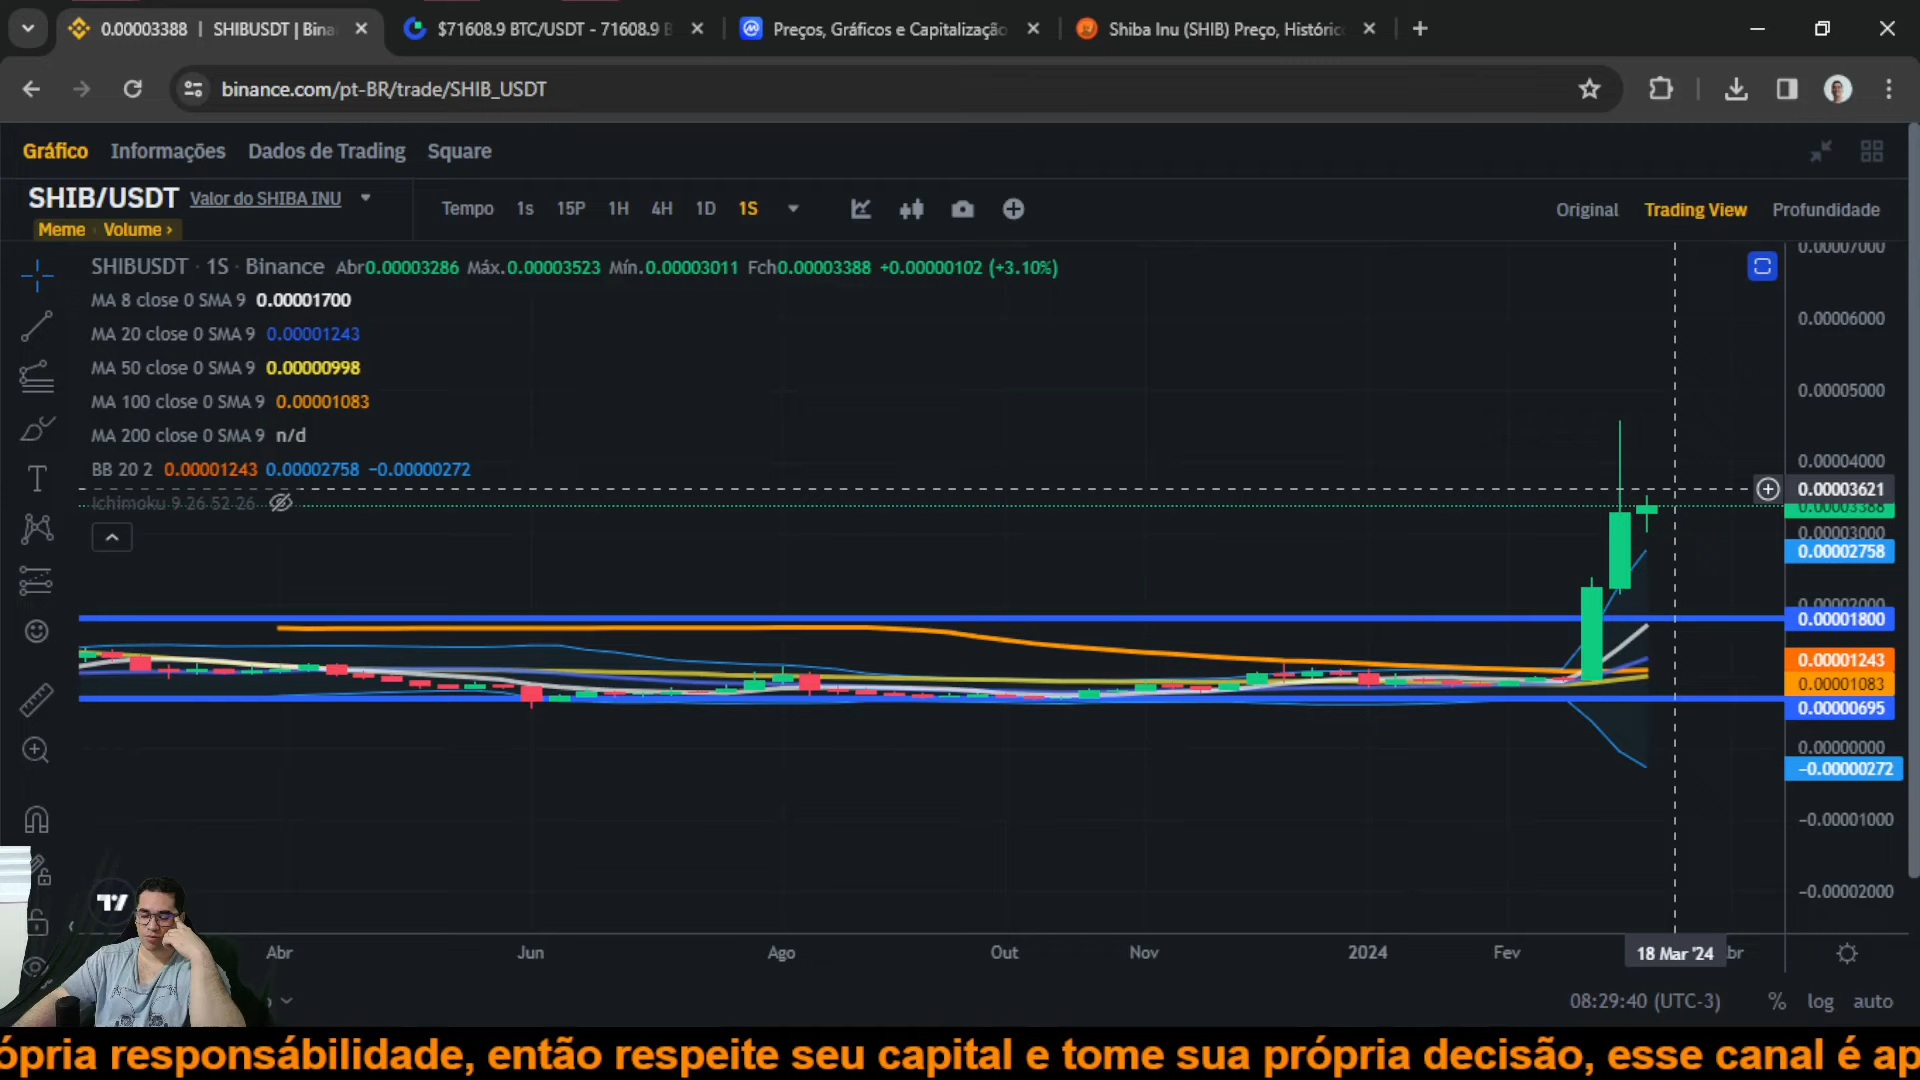 0.00003388 | SHIBUSDT | Bina
$71608.9 BTC/USDT - 71608.9 B
Preços, Gráficos e Capitalização
Shiba Inu (SHIB) Preço, Históric
binance.com/pt-BR/trade/SHIB_USDT
Gráfico Informações Dados de Trading Square
SHIB/USDT Valor do SHIBA INU
Meme Volume ›
Tempo 1s 15P 1H 4H 1D 1S
Original Trading View Profundidade
SHIBUSDT · 1S · Binance Abr0.00003286 Máx.0.00003523 Mín.0.00003011 Fch0.00003388 +0.00000102 (+3.10%)
MA 8 close 0 SMA 9 0.00001700
MA 20 close 0 SMA 9 0.00001243
MA 50 close 0 SMA 9 0.00000998
MA 100 close 0 SMA 9 0.00001083
MA 200 close 0 SMA 9 n/d
BB 20 2 0.00001243 0.00002758 −0.00000272
Ichimoku 9 26 52 26
0.00007000
0.00006000
0.00005000
0.00004000
0.00003621
0.00003388
0.00003000
0.00002758
0.00002000
0.00001800
0.00001243
0.00001083
0.00000695
0.00000000
−0.00000272
−0.00001000
−0.00002000
Abr Jun Ago Out Nov 2024 Fev 18 Mar '24 br
08:29:40 (UTC-3) % log auto
ópria responsábilidade, então respeite seu capital e tome sua própria decisão, esse canal é ap